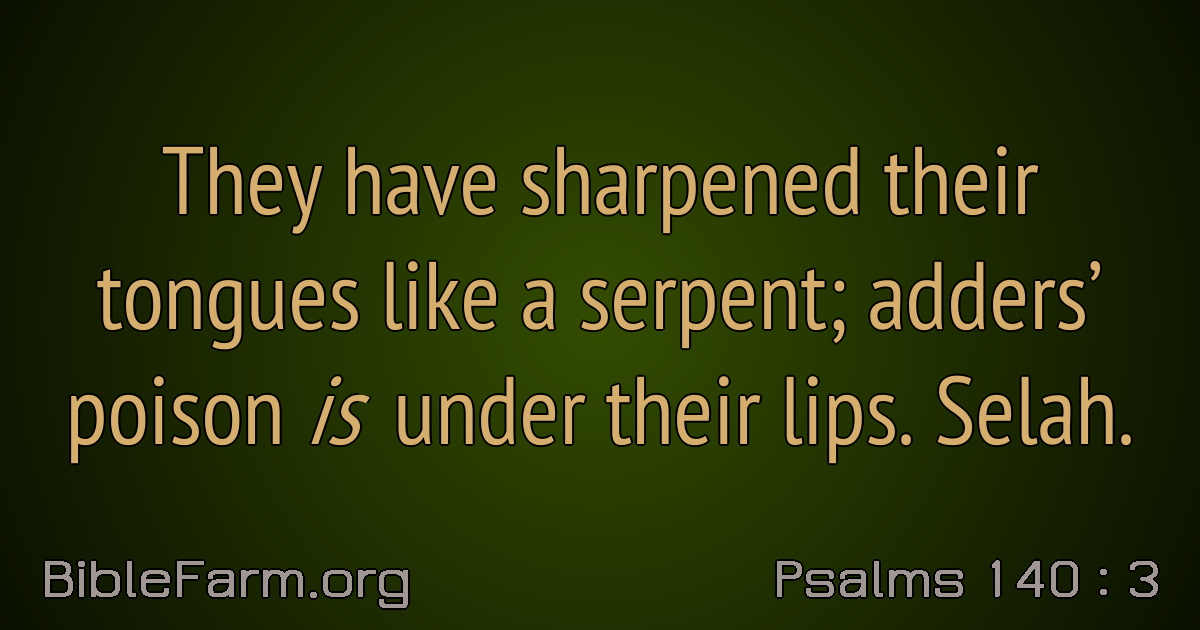 They have sharpened their
tongues like a serpent; adders’
poison is under their lips. Selah.
BibleFarm.org
Psalms 140 : 3